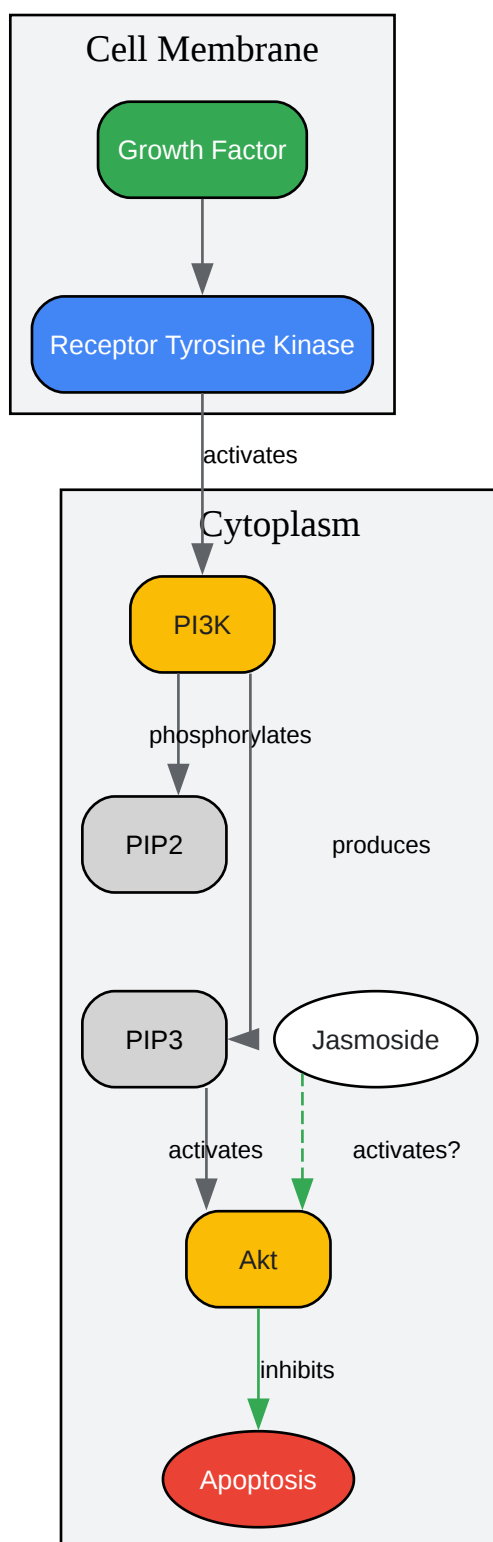 Cell Membrane
Growth Factor
Receptor Tyrosine Kinase
activates
Cytoplasm
PI3K
phosphorylates
PIP2
produces
PIP3
Jasmoside
activates
activates?
Akt
inhibits
Apoptosis